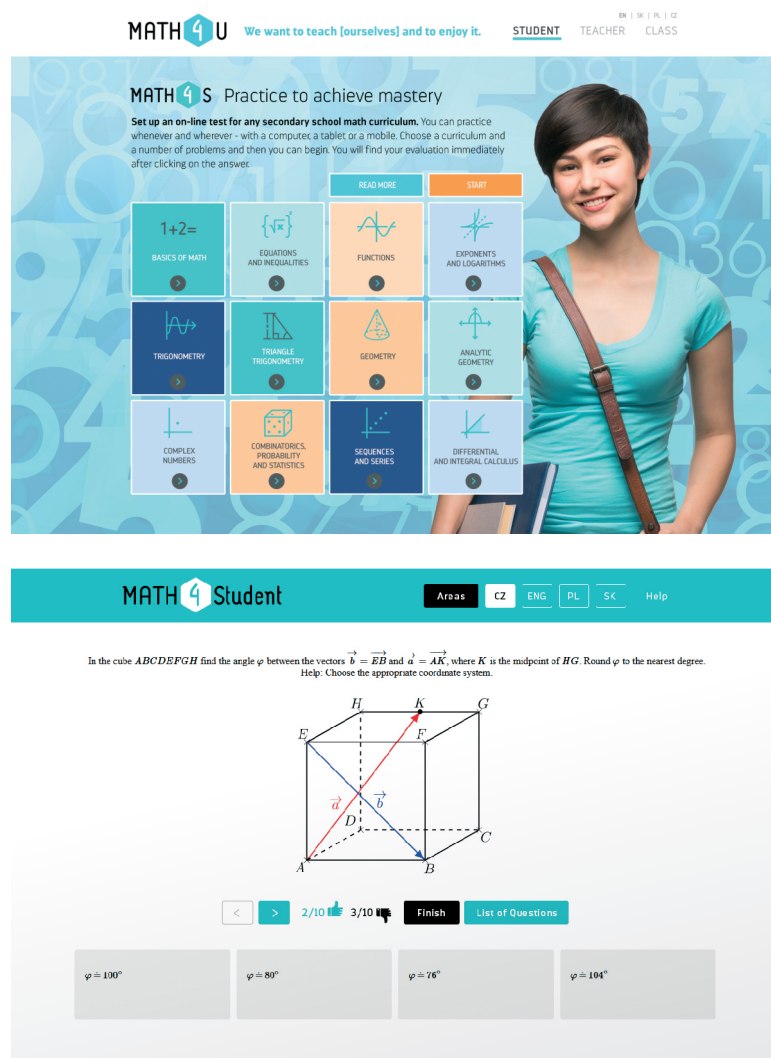 MATH 4 U We want to teach [ourselves] and to enjoy it.
EN | SK | PL | CZ
STUDENT TEACHER CLASS
MATH 4 S Practice to achieve mastery
Set up an on-line test for any secondary school math curriculum. You can practice
whenever and wherever - with a computer, a tablet or a mobile. Choose a curriculum and
a number of problems and then you can begin. You will find your evaluation immediately
after clicking on the answer.
READ MORE START
1+2=
BASICS OF MATH
{√x}
EQUATIONS
AND INEQUALITIES
FUNCTIONS
EXPONENTS
AND LOGARITHMS
TRIGONOMETRY
TRIANGLE
TRIGONOMETRY
GEOMETRY
ANALYTIC
GEOMETRY
COMPLEX
NUMBERS
COMBINATORICS,
PROBABILITY
AND STATISTICS
SEQUENCES
AND SERIES
DIFFERENTIAL
AND INTEGRAL CALCULUS
MATH 4 Student
Areas CZ ENG PL SK Help
In the cube ABCDEFGH find the angle φ between the vectors b⃗ = EB⃗ and a⃗ = AK⃗, where K is the midpoint of HG. Round φ to the nearest degree.
Help: Choose the appropriate coordinate system.
H K G
E F
a⃗ b⃗
D C
A B
< > 2/10 3/10 Finish List of Questions
φ ≐ 100° φ ≐ 80° φ ≐ 76° φ ≐ 104°